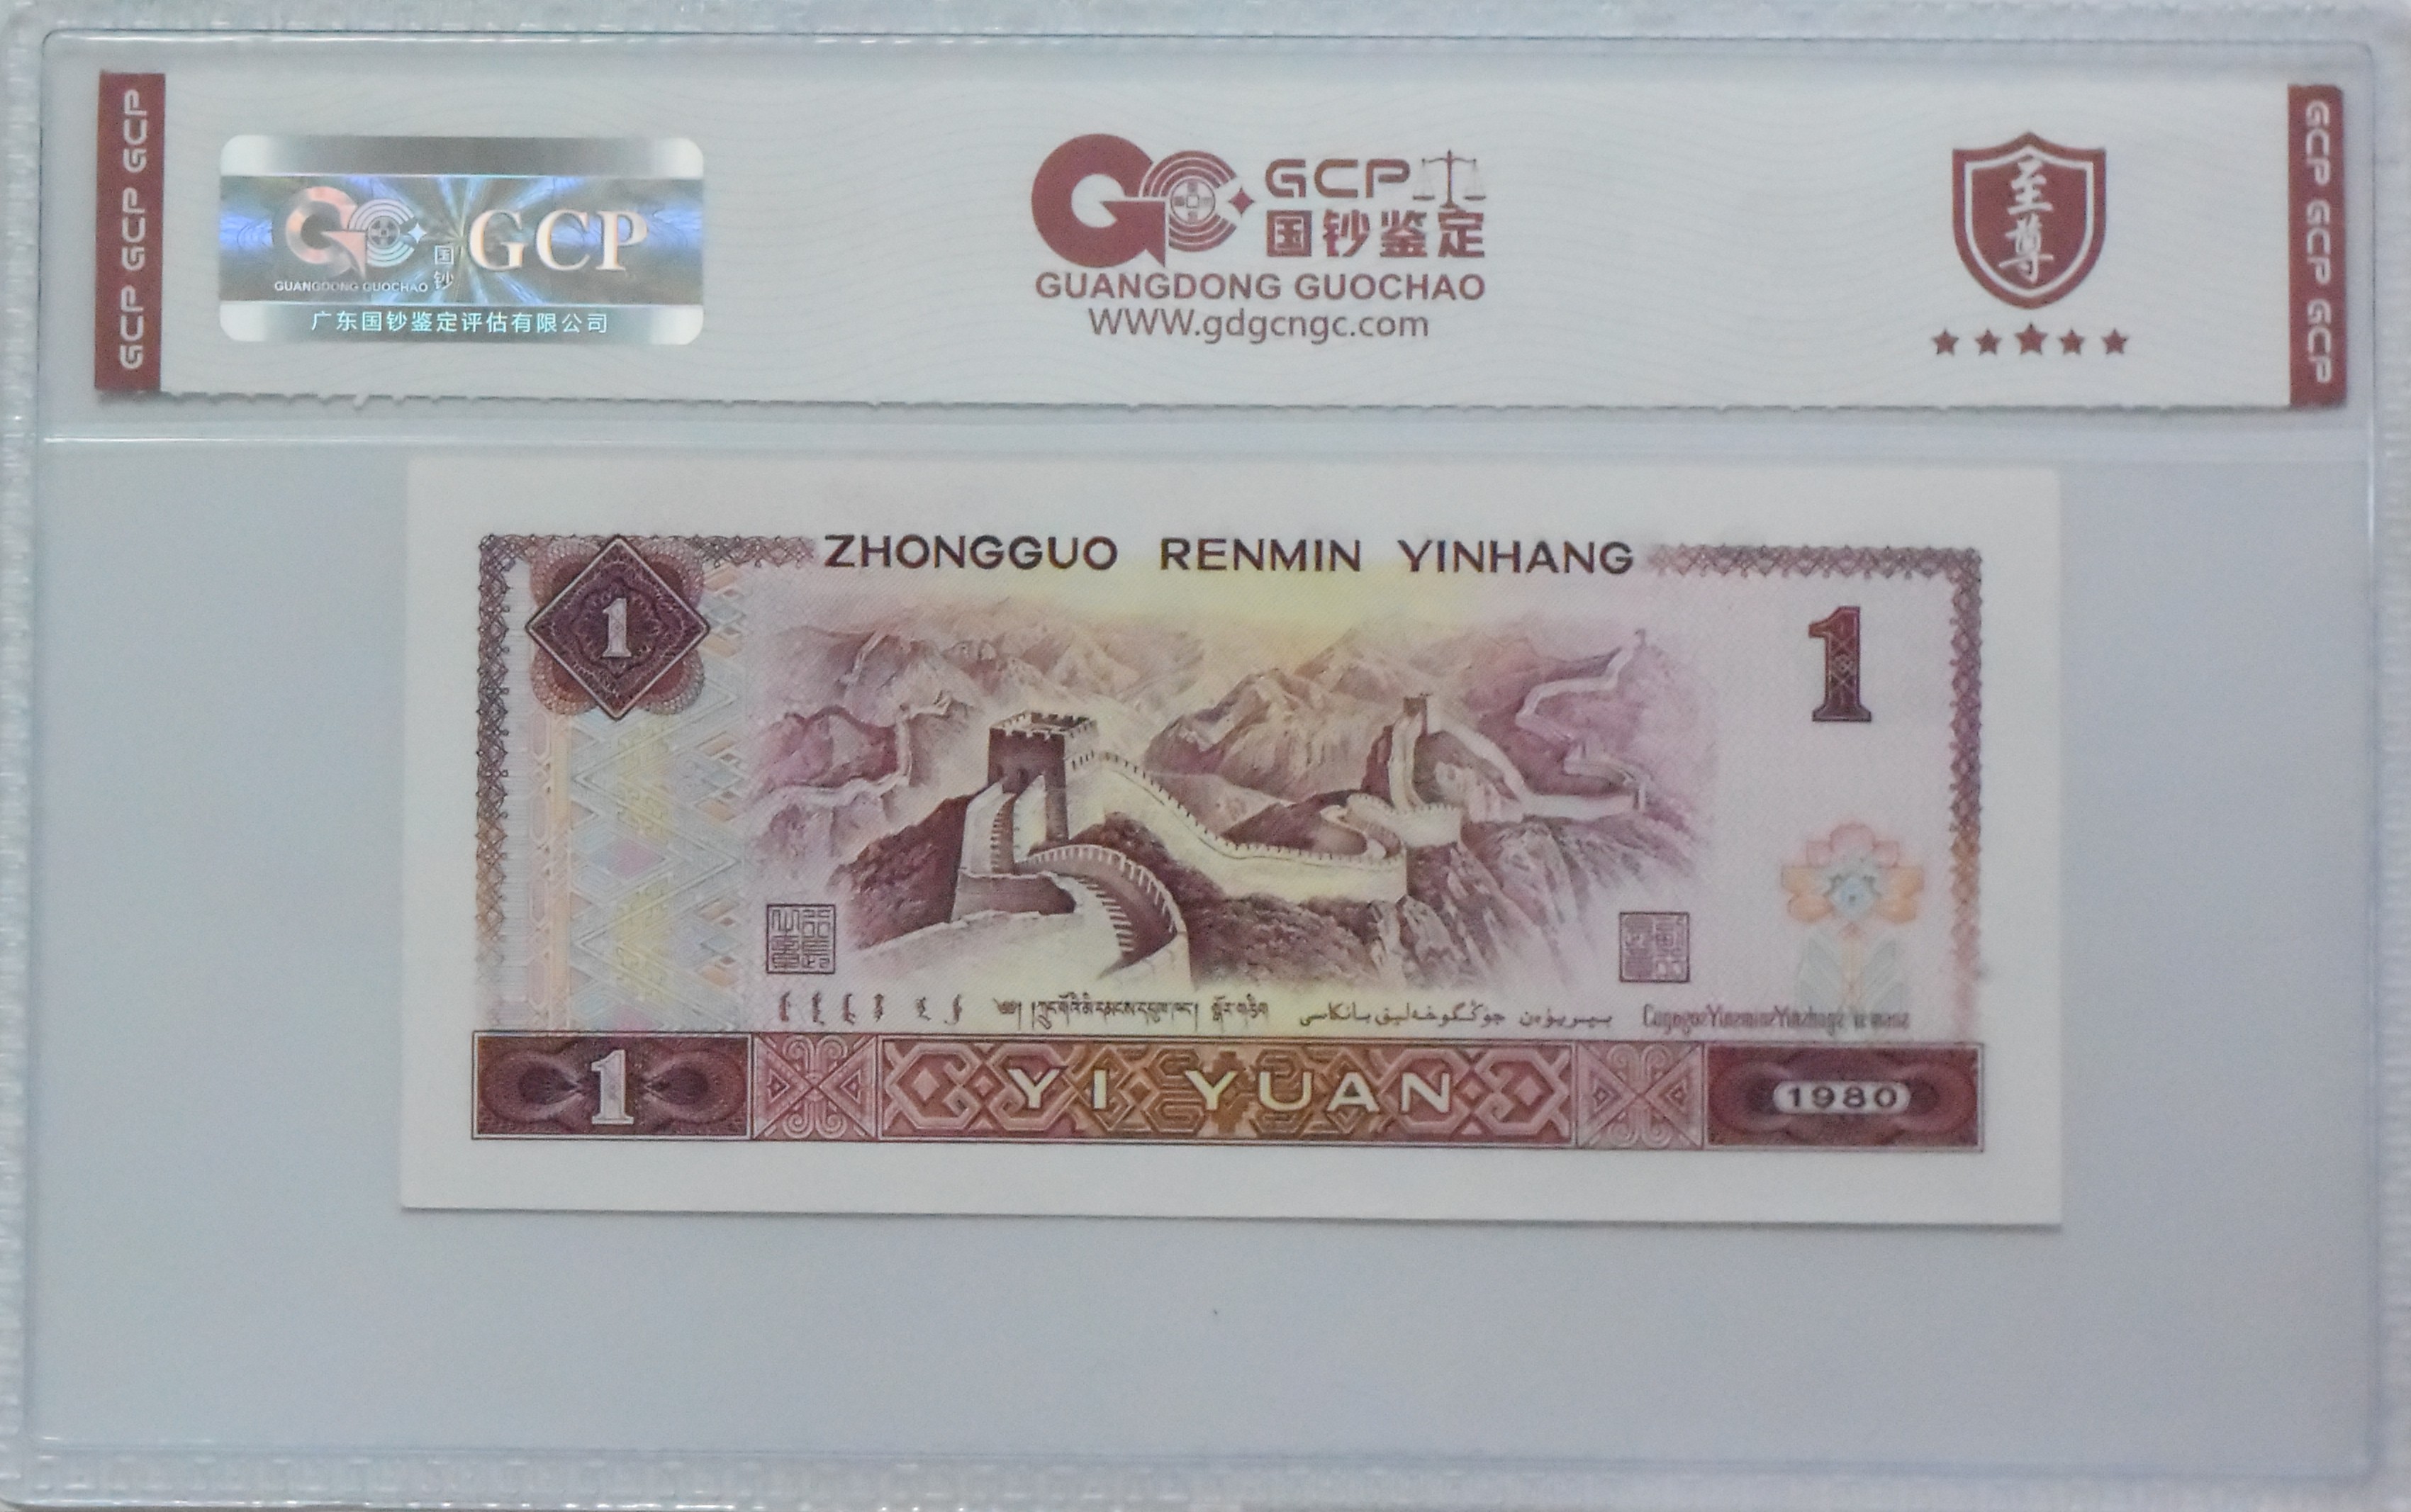 GCP GCP GCP
GUANGDONG GUOCHAO
国钞
GCP
广东国钞鉴定评估有限公司
GCP
国钞鉴定
GUANGDONG GUOCHAO
WWW.gdgcngc.com
至尊
GCP GCP GCP
ZHONGGUO RENMIN YINHANG
1
1
1
YI YUAN
1980